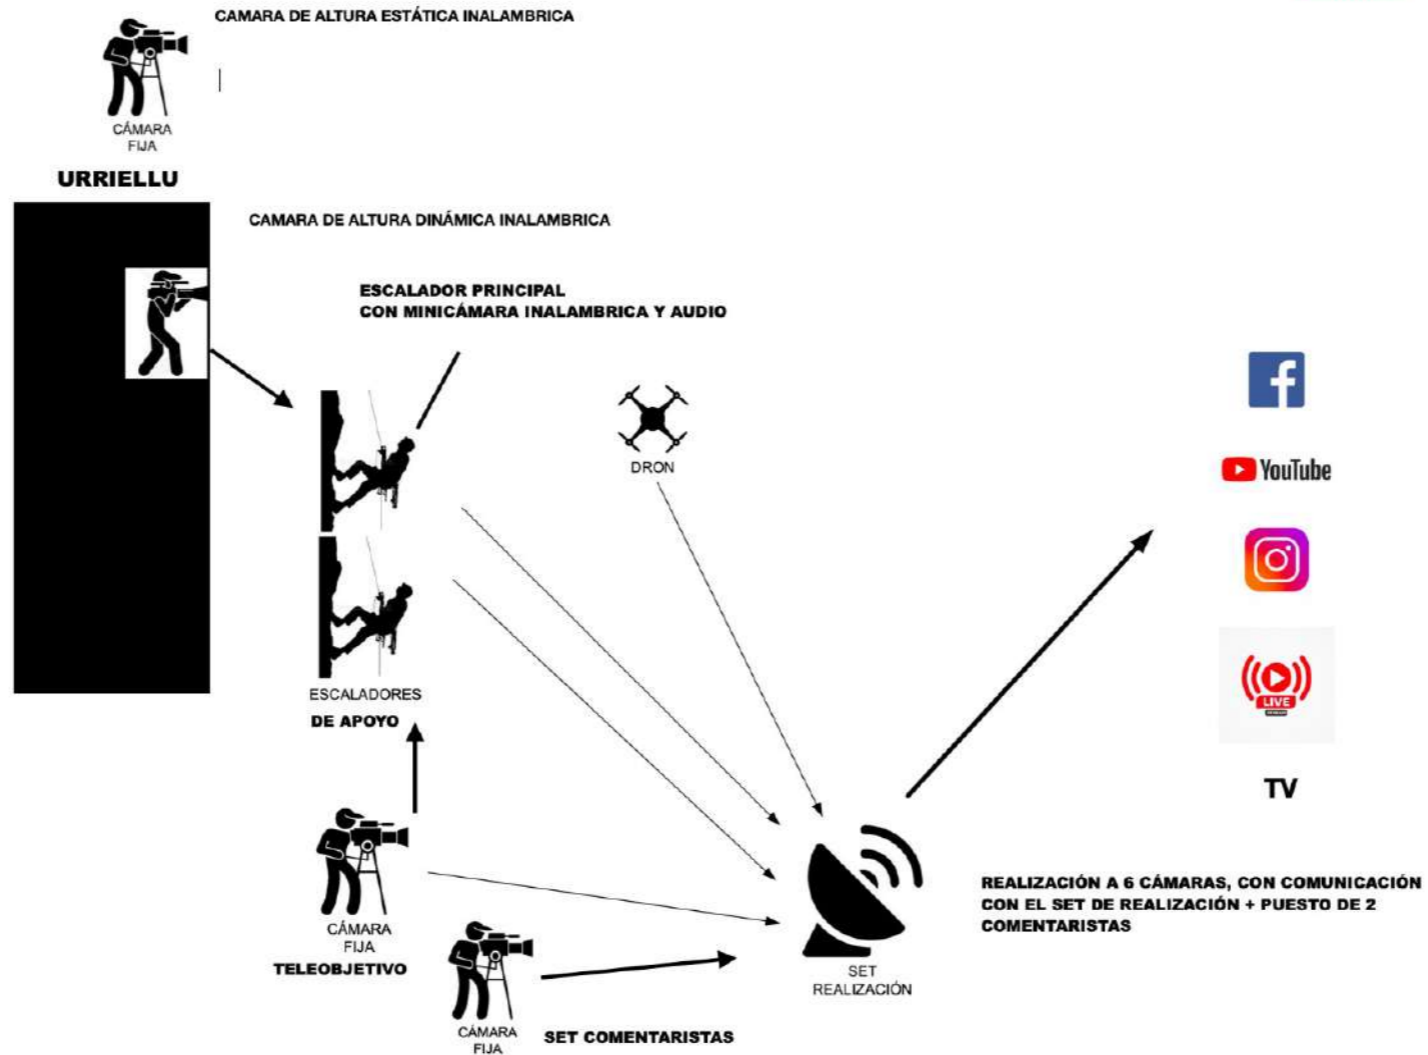 CAMARA DE ALTURA ESTÁTICA INALAMBRICA
CÁMARA
FIJA
URRIELLU
CAMARA DE ALTURA DINÁMICA INALAMBRICA
ESCALADOR PRINCIPAL
CON MINICÁMARA INALAMBRICA Y AUDIO
DRON
YouTube
ESCALADORES
DE APOYO
LIVE
TV
CÁMARA
FIJA
TELEOBJETIVO
CÁMARA
FIJA
SET COMENTARISTAS
SET
REALIZACIÓN
REALIZACIÓN A 6 CÁMARAS, CON COMUNICACIÓN
CON EL SET DE REALIZACIÓN + PUESTO DE 2
COMENTARISTAS